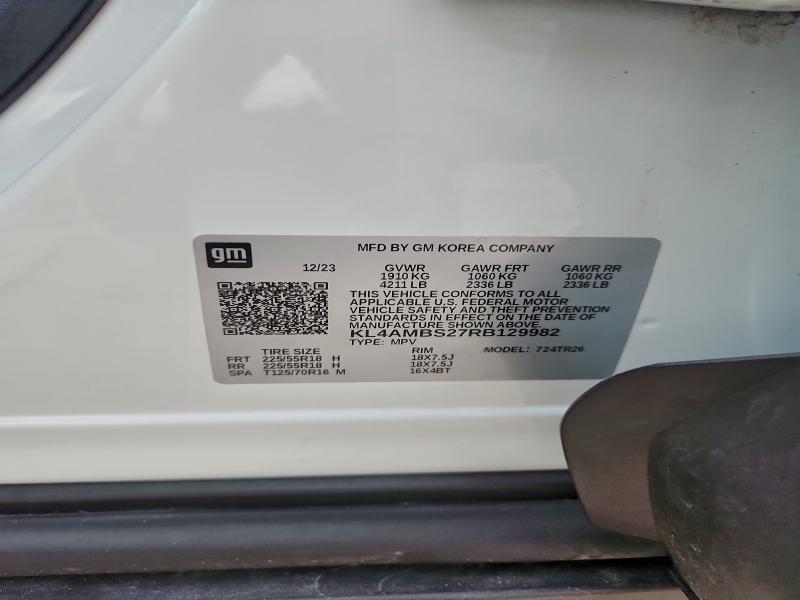 gm
MFD BY GM KOREA COMPANY
12/23 GVWR GAWR FRT GAWR RR
1910 KG 1060 KG 1060 KG
4211 LB 2336 LB 2336 LB
THIS VEHICLE CONFORMS TO ALL
APPLICABLE U.S. FEDERAL MOTOR
VEHICLE SAFETY AND THEFT PREVENTION
STANDARDS IN EFFECT ON THE DATE OF
MANUFACTURE SHOWN ABOVE.
KL4AMBS27RB129982
TYPE: MPV MODEL: 724TR26
TIRE SIZE RIM
FRT 225/55R18 H 18X7.5J
RR 225/55R18 H 18X7.5J
SPA T125/70R16 M 16X4BT